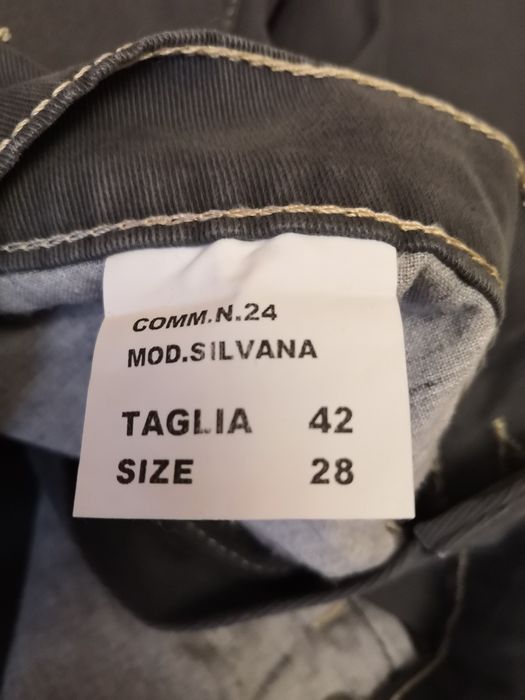 COMM.N.24
MOD.SILVANA
TAGLIA 42
SIZE 28